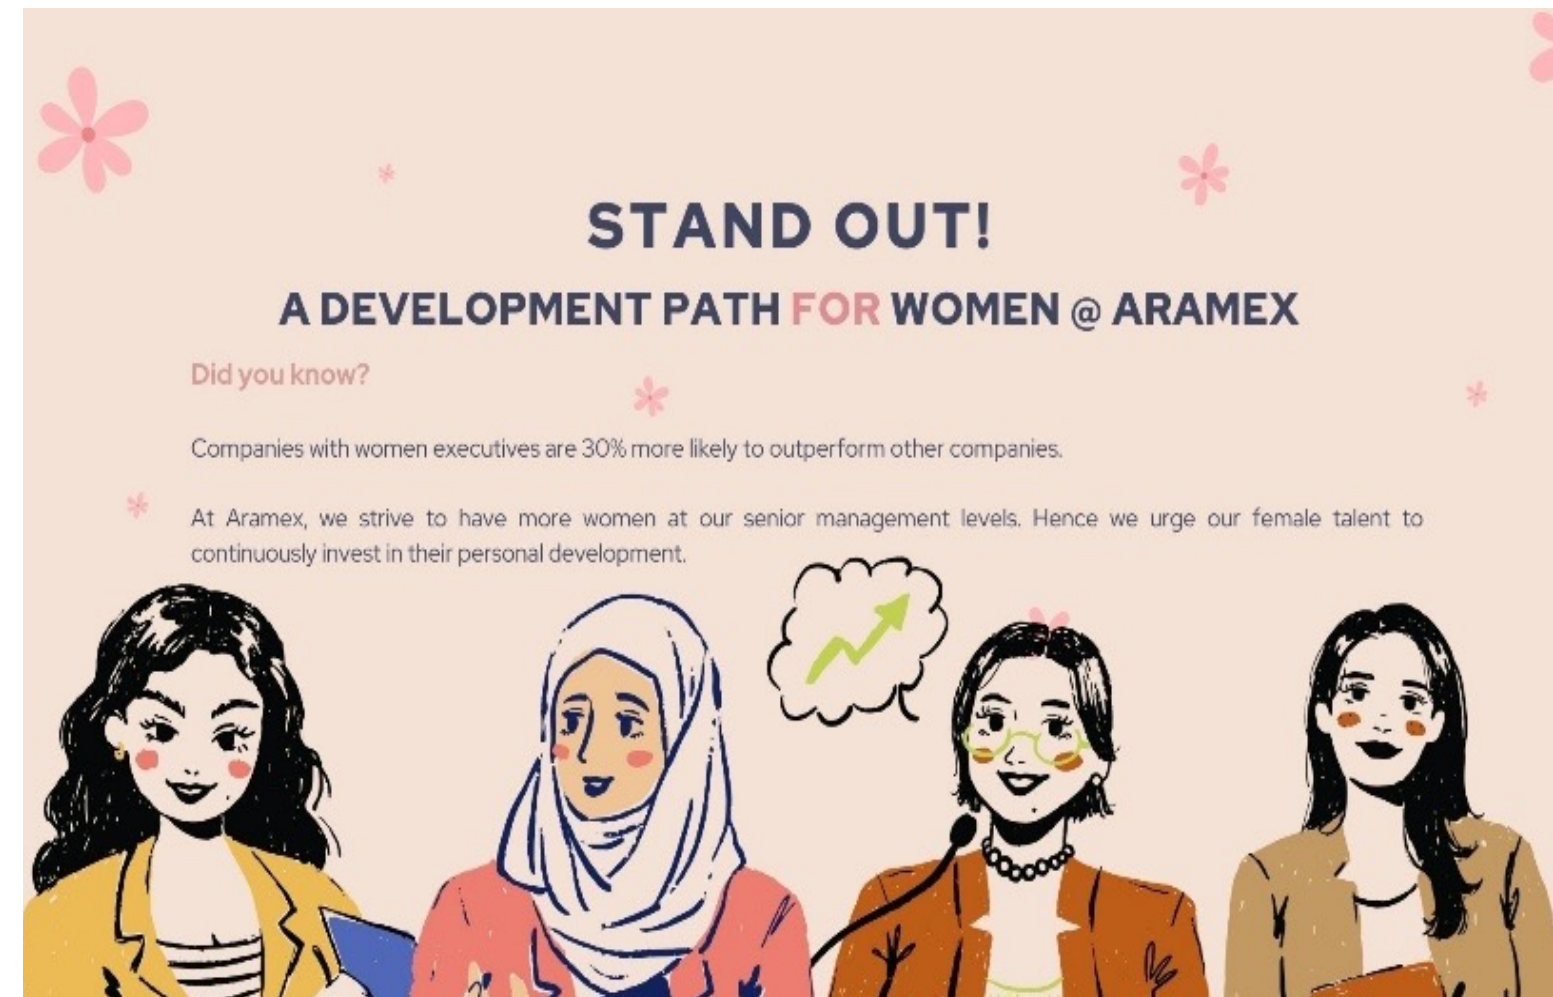 STAND OUT!
A DEVELOPMENT PATH FOR WOMEN @ ARAMEX
Did you know?
Companies with women executives are 30% more likely to outperform other companies.
At Aramex, we strive to have more women at our senior management levels. Hence we urge our female talent to
continuously invest in their personal development.